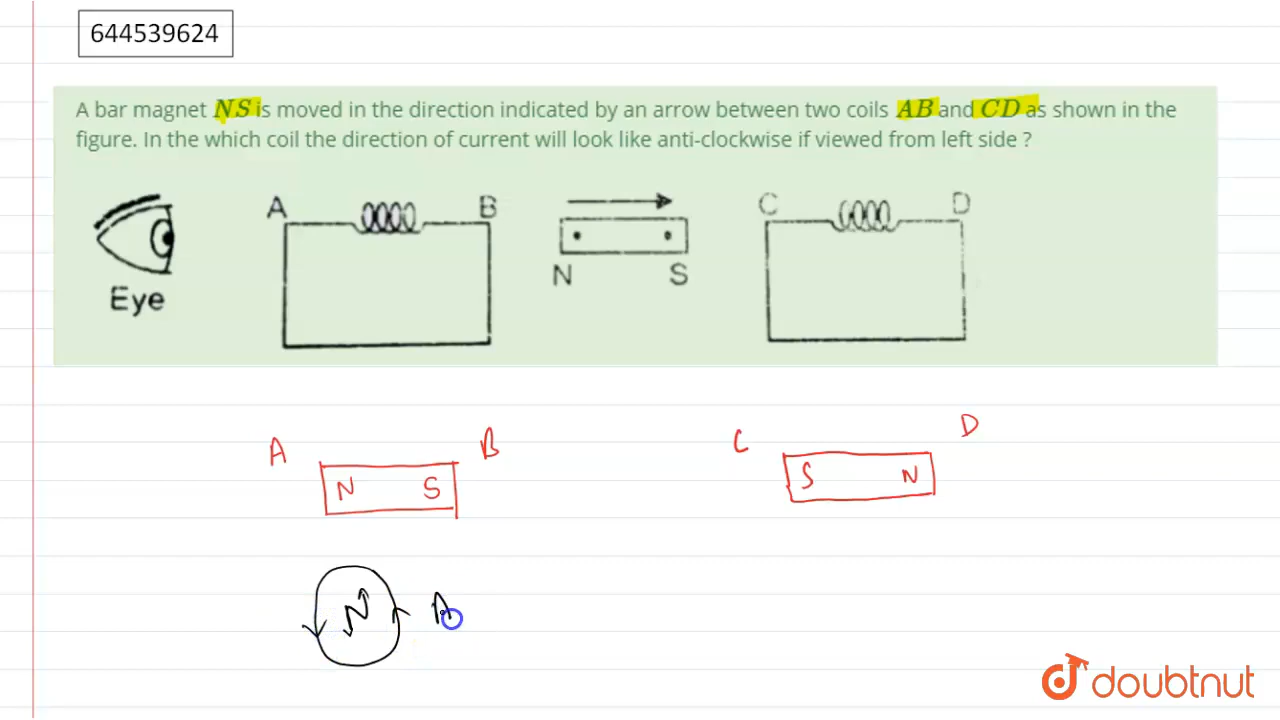 644539624
A bar magnet NS is moved in the direction indicated by an arrow between two coils AB and CD as shown in the
figure. In the which coil the direction of current will look like anti-clockwise if viewed from left side ?
A B C D
N S
Eye
A B C D
N S S N
N A
doubtnut